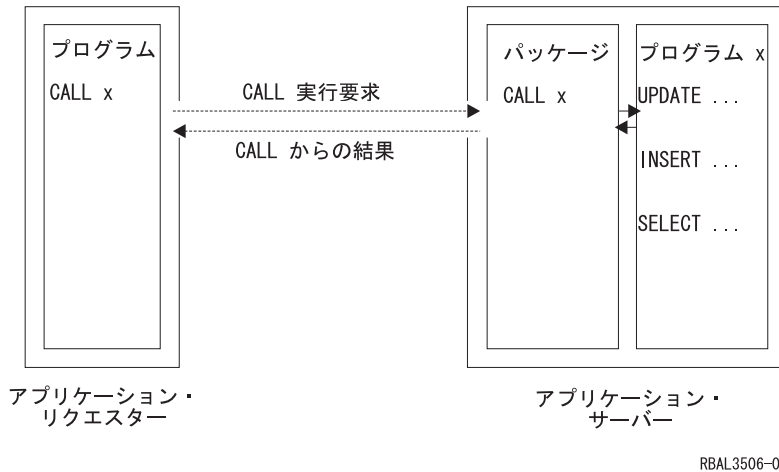 プログラム
CALL x
CALL 実行要求
CALL からの結果
パッケージ
CALL x
プログラム x
UPDATE ...
INSERT ...
SELECT ...
アプリケーション・
リクエスター
アプリケーション・
サーバー
RBAL3506-0